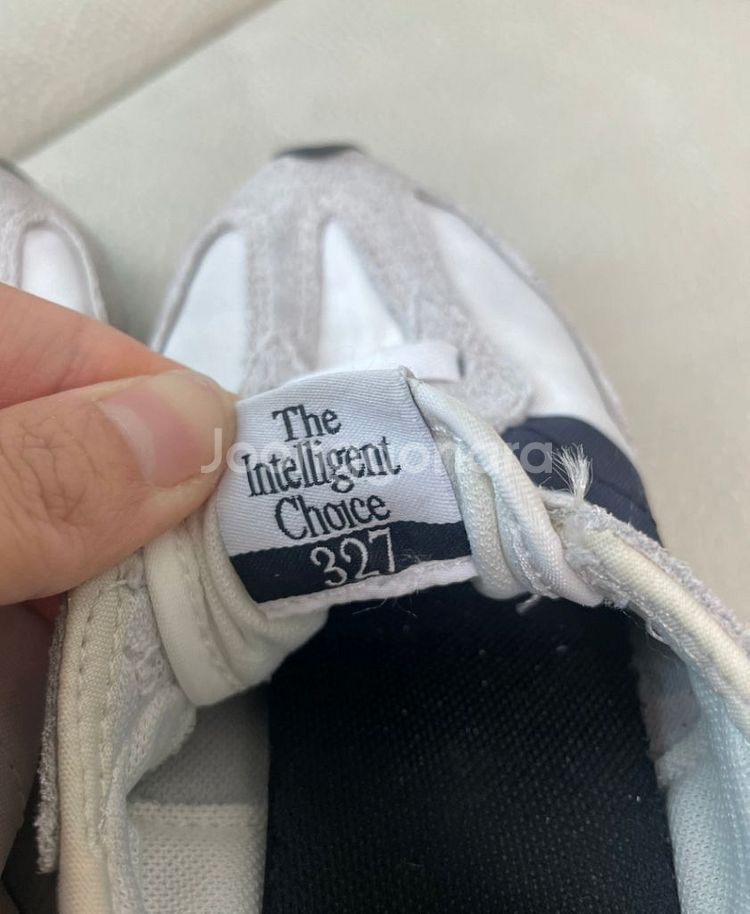 The
Intelligent
Choice
327